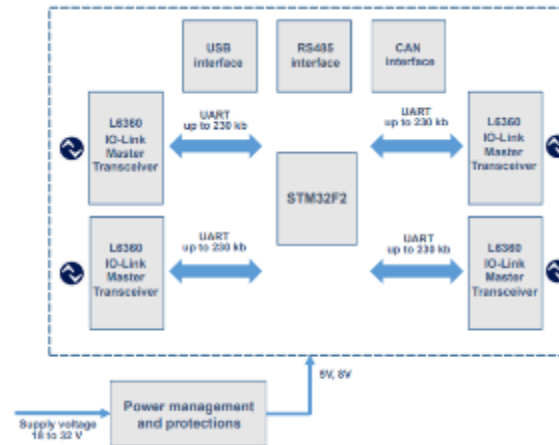 USB
interface
RS485
interface
CAN
interface
L6360
IO-Link
Master
Transceiver
UART
up to 230 kb
UART
up to 230 kb
L6360
IO-Link
Master
Transceiver
STM32F2
L6360
IO-Link
Master
Transceiver
UART
up to 230 kb
UART
up to 230 kb
L6360
IO-Link
Master
Transceiver
5V, 8V
Power management
and protections
Supply voltage
18 to 32 V